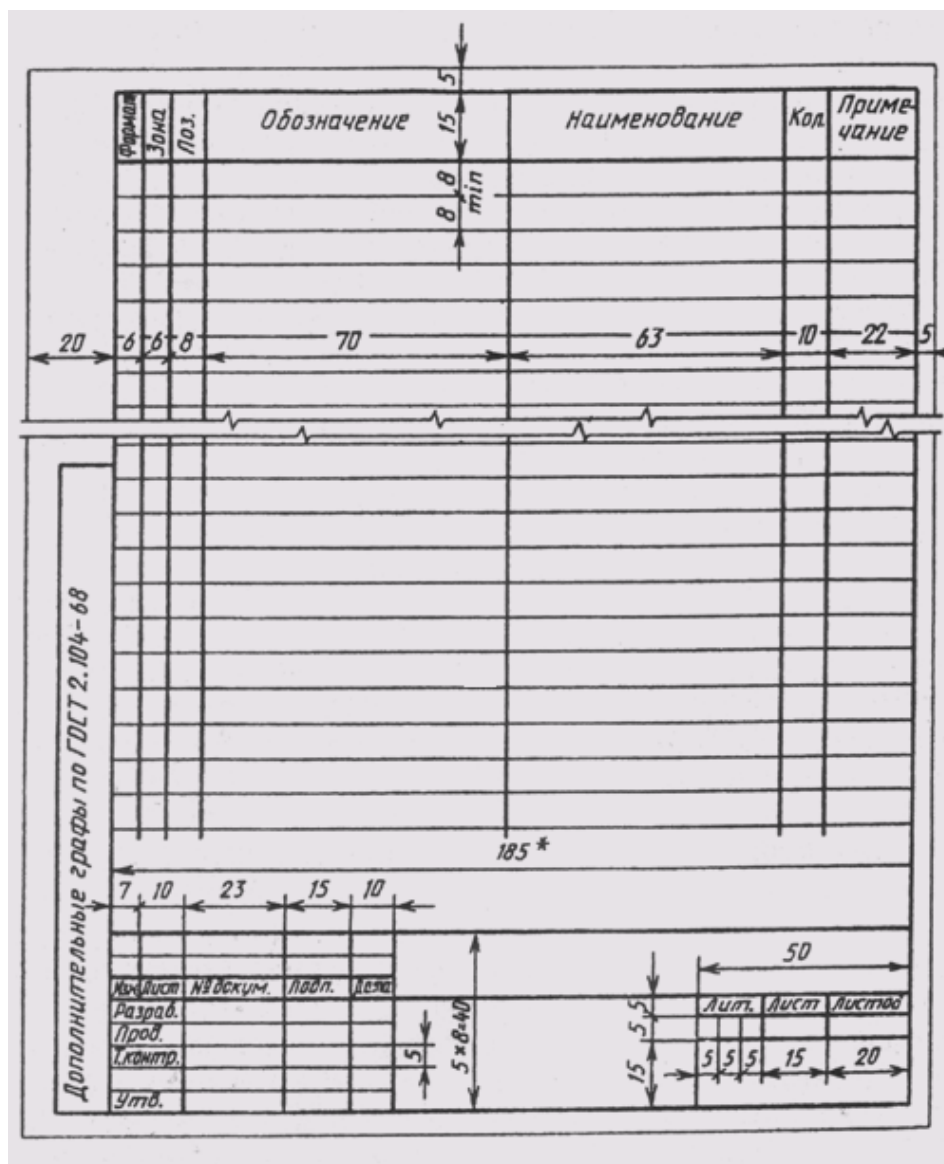 5
Формат
Зона
Поз.
Обозначение
15
Наименование
Кол.
Приме-
чание
8
8
min
20
6
6
8
70
63
10
22
5
Дополнительные графы по ГОСТ 2.104-68
185*
7
10
23
15
10
50
Изм
Лист
№ докум.
Подп.
Дата
5×8=40
5
5
15
Лит.
Лист
Листов
Разраб.
Пров.
Т.контр.
5
5
5
5
15
20
Утв.